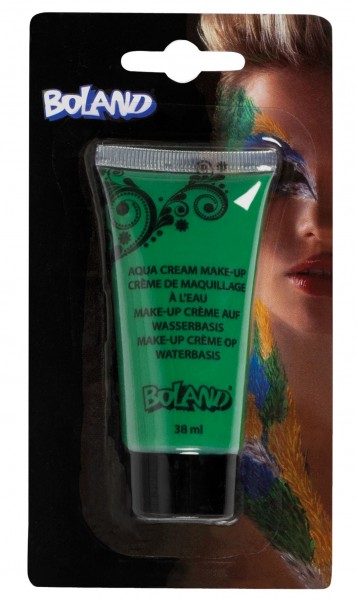 BOLAND
AQUA CREAM MAKE-UP
CRÈME DE MAQUILLAGE
À L'EAU
MAKE-UP CRÈME AUF
WASSERBASIS
MAKE-UP CRÈME OP
WATERBASIS
BOLAND
38 ml